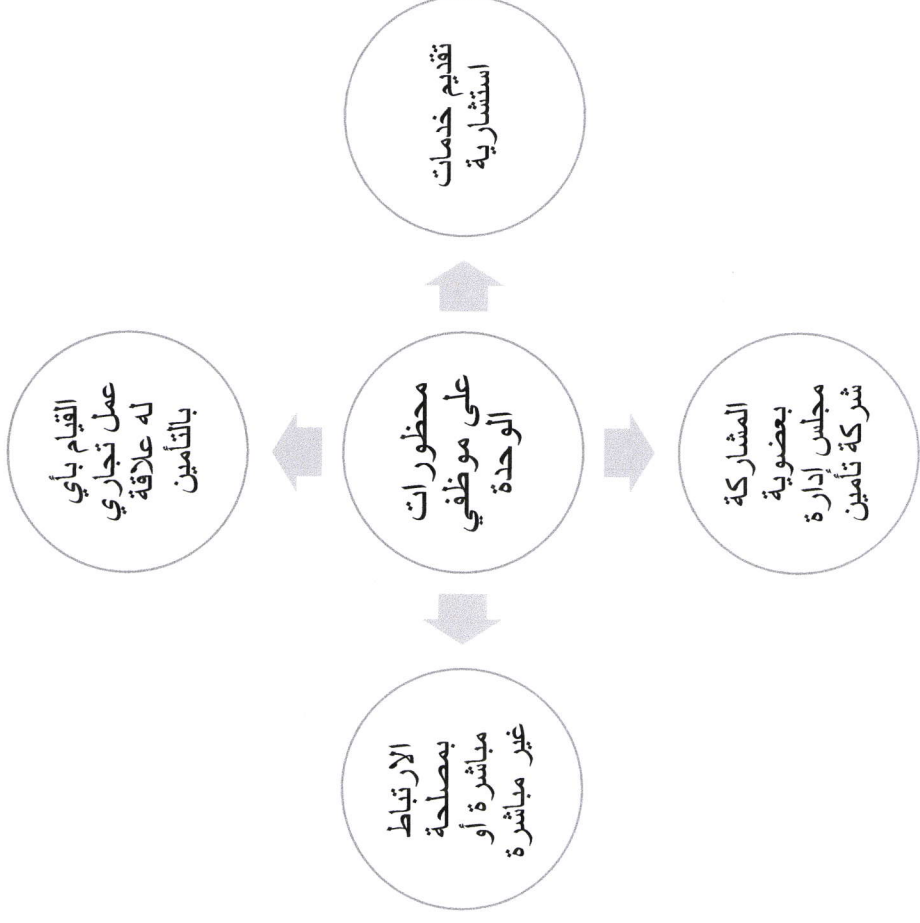 الارتباط
بمصلحة
مباشرة أو
غير مباشرة
القيام بأي
عمل تجاري
له علاقة
بالتأمين
محظورات
على موظفي
الوحدة
المشاركة
بعضوية
مجلس إدارة
شركة تأمين
تقديم خدمات
استشارية